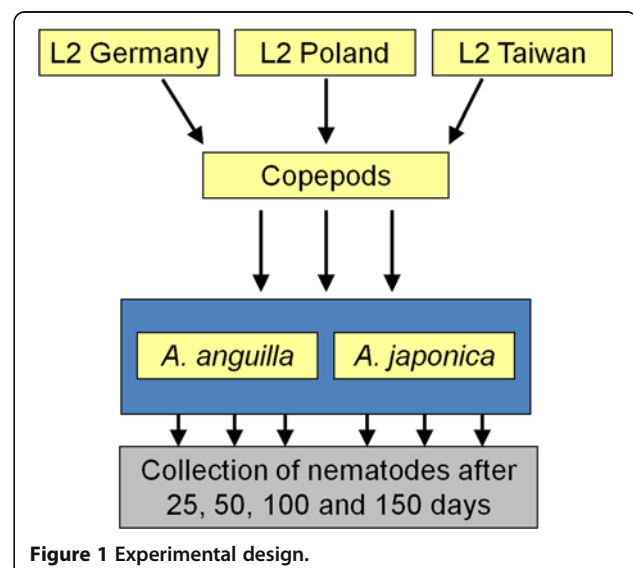 L2 Germany
L2 Poland
L2 Taiwan
Copepods
A. anguilla
A. japonica
Collection of nematodes after
25, 50, 100 and 150 days
Figure 1 Experimental design.